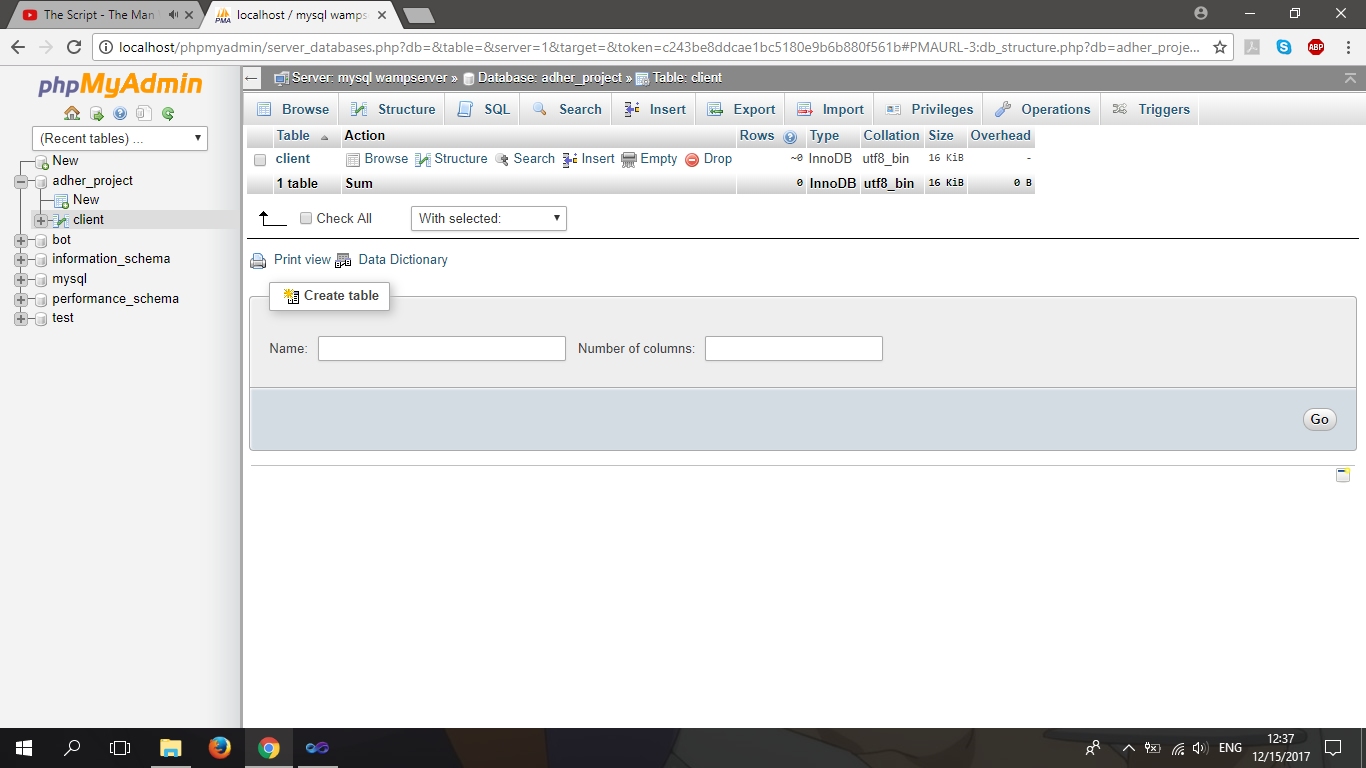 The Script - The Man
localhost / mysql wamps
localhost/phpmyadmin/server_databases.php?db=&table=&server=1&target=&token=c243be8ddcae1bc5180e9b6b880f561b#PMAURL-3:db_structure.php?db=adher_proje...
ABP
phpMyAdmin
(Recent tables) ...
New
adher_project
New
client
bot
information_schema
mysql
performance_schema
test
Server: mysql wampserver » Database: adher_project » Table: client
Browse Structure SQL Search Insert Export Import Privileges Operations Triggers
Table Action Rows Type Collation Size Overhead
client Browse Structure Search Insert Empty Drop ~0 InnoDB utf8_bin 16 KiB -
1 table Sum 0 InnoDB utf8_bin 16 KiB 0 B
Check All With selected:
Print view Data Dictionary
Create table
Name: Number of columns:
Go
ENG
12:37
12/15/2017